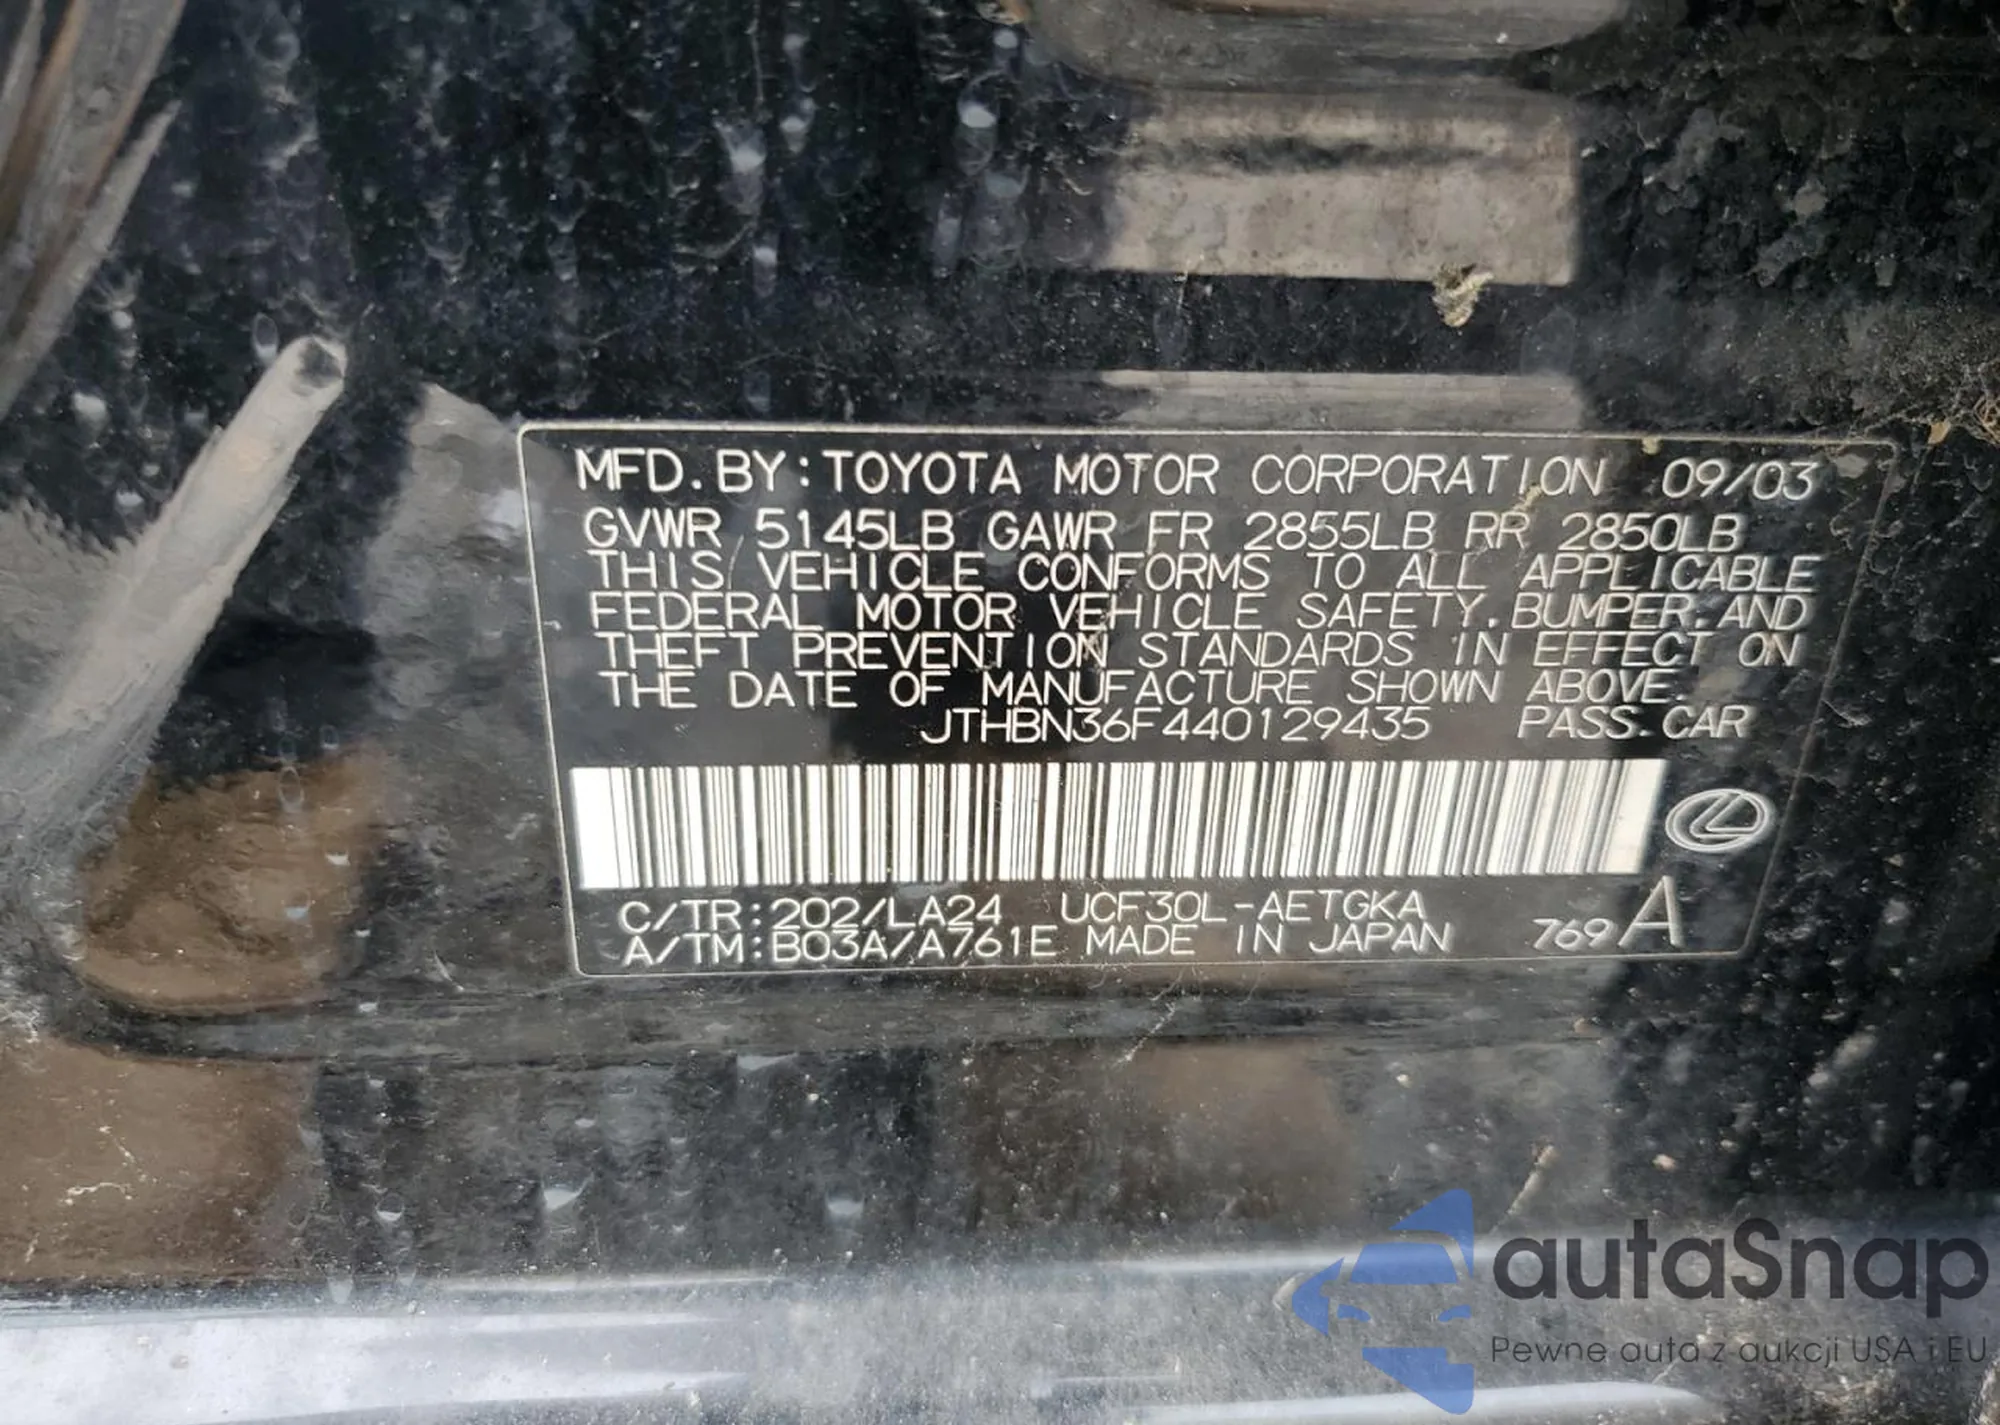 MFD. BY: TOYOTA MOTOR CORPORATION 09/03
GVWR 5145LB GAWR FR 2855LB RR 2850LB
THIS VEHICLE CONFORMS TO ALL APPLICABLE
FEDERAL MOTOR VEHICLE SAFETY, BUMPER, AND
THEFT PREVENTION STANDARDS IN EFFECT ON
THE DATE OF MANUFACTURE SHOWN ABOVE.
JTHBN36F440129435 PASS. CAR
C/TR: 202/LA24 UCF30L-AETGKA
A/TM: B03A/A761E MADE IN JAPAN 769 A
autaSnap
Pewne auta z aukcji USA i EU